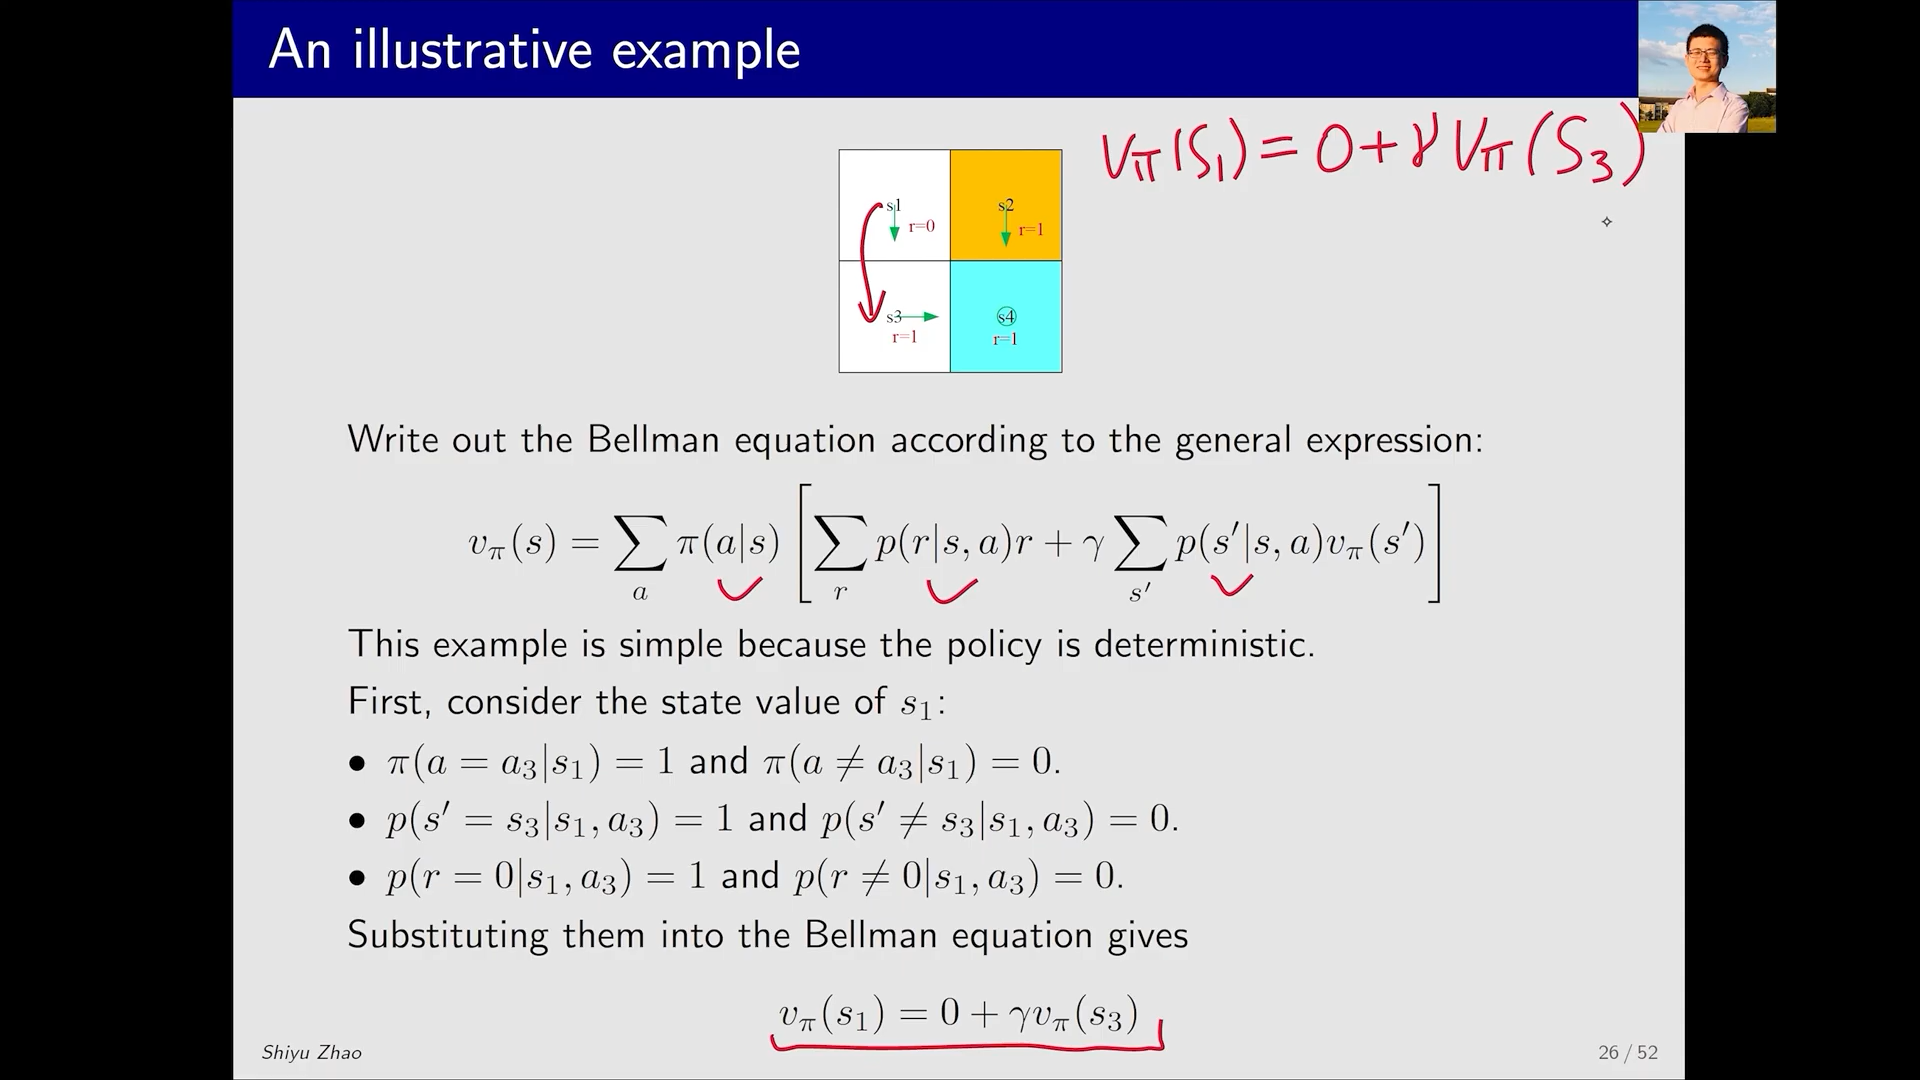 An illustrative example
Vπ(S₁) = 0 + γ Vπ(S₃)
s1
r=0
s2
r=1
s3
r=1
s4
r=1
Write out the Bellman equation according to the general expression:
vπ(s) = ∑ₐ π(a|s) [ ∑ᵣ p(r|s, a)r + γ ∑ₛ′ p(s′|s, a)vπ(s′) ]
This example is simple because the policy is deterministic.
First, consider the state value of s₁:
• π(a = a₃|s₁) = 1 and π(a ≠ a₃|s₁) = 0.
• p(s′ = s₃|s₁, a₃) = 1 and p(s′ ≠ s₃|s₁, a₃) = 0.
• p(r = 0|s₁, a₃) = 1 and p(r ≠ 0|s₁, a₃) = 0.
Substituting them into the Bellman equation gives
vπ(s₁) = 0 + γvπ(s₃)
Shiyu Zhao
26 / 52